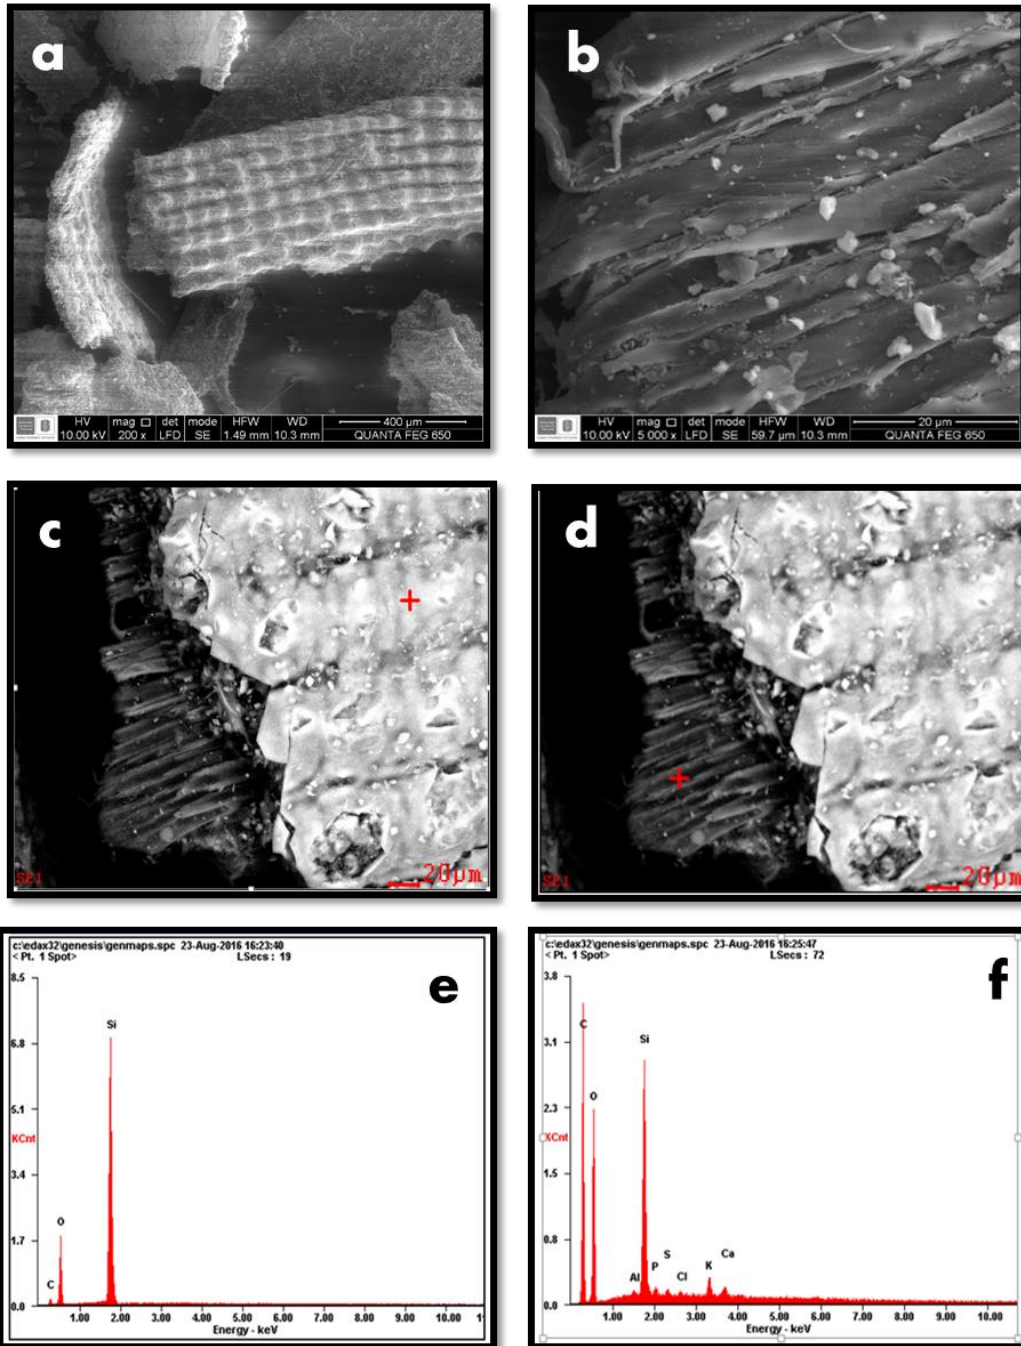 a
HV mag □ det mode HFW WD 400 µm
10.00 kV 200 x LFD SE 1.49 mm 10.3 mm QUANTA FEG 650
b
HV mag □ det mode HFW WD 20 µm
10.00 kV 5 000 x LFD SE 59.7 µm 10.3 mm QUANTA FEG 650
c
SE1 20µm
d
SE1 20µm
c:\edax32\genesis\genmaps.spc 23-Aug-2016 16:23:40
< Pt. 1 Spot> LSecs : 19
e
8.5
Si
6.8
5.1
KCnt
3.4
O
1.7
C
0.0
1.00 2.00 3.00 4.00 5.00 6.00 7.00 8.00 9.00 10.00 1
Energy - keV
c:\edax32\genesis\genmaps.spc 23-Aug-2016 16:25:47
< Pt. 1 Spot> LSecs : 72
f
3.8
C
Si
3.1
O
2.3
KCnt
1.5
0.8
Al P S Cl K Ca
0.0
1.00 2.00 3.00 4.00 5.00 6.00 7.00 8.00 9.00 10.00
Energy - keV